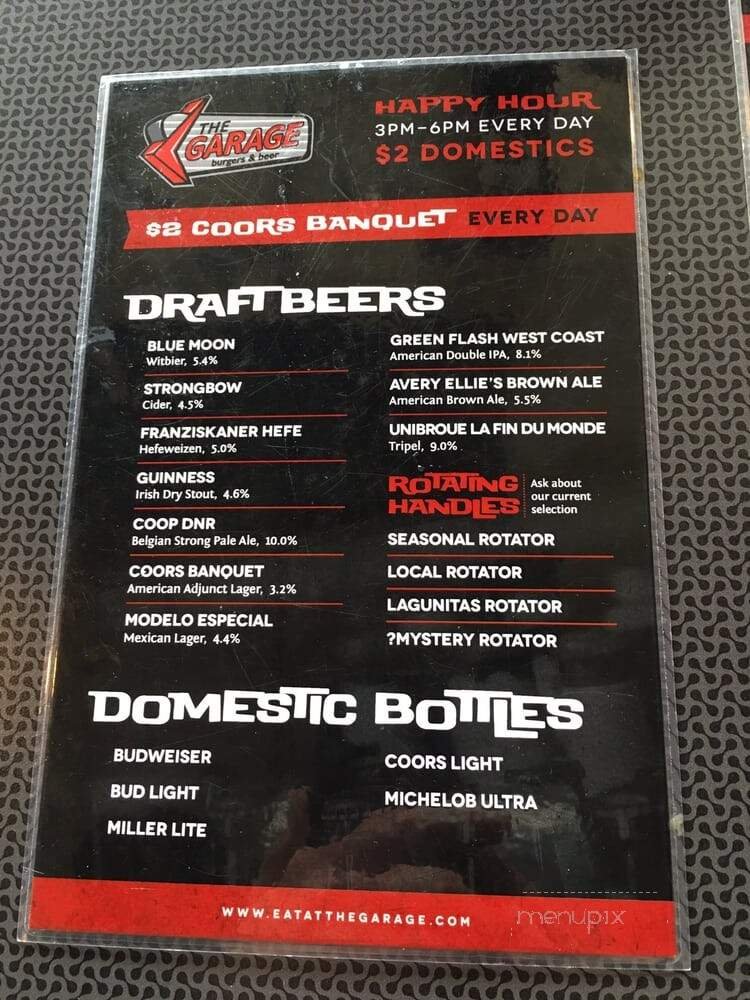 THE
GARAGE
burgers & beer
HAPPY HOUR
3PM-6PM EVERY DAY
$2 DOMESTICS
$2 COORS BANQUET EVERY DAY
DRAFT BEERS
BLUE MOON
Witbier, 5.4%
STRONGBOW
Cider, 4.5%
FRANZISKANER HEFE
Hefeweizen, 5.0%
GUINNESS
Irish Dry Stout, 4.6%
COOP DNR
Belgian Strong Pale Ale, 10.0%
COORS BANQUET
American Adjunct Lager, 3.2%
MODELO ESPECIAL
Mexican Lager, 4.4%
GREEN FLASH WEST COAST
American Double IPA, 8.1%
AVERY ELLIE'S BROWN ALE
American Brown Ale, 5.5%
UNIBROUE LA FIN DU MONDE
Tripel, 9.0%
ROTATING
HANDLES
Ask about
our current
selection
SEASONAL ROTATOR
LOCAL ROTATOR
LAGUNITAS ROTATOR
?MYSTERY ROTATOR
DOMESTIC BOTTLES
BUDWEISER
BUD LIGHT
MILLER LITE
COORS LIGHT
MICHELOB ULTRA
WWW.EATATTHEGARAGE.COM
menupix